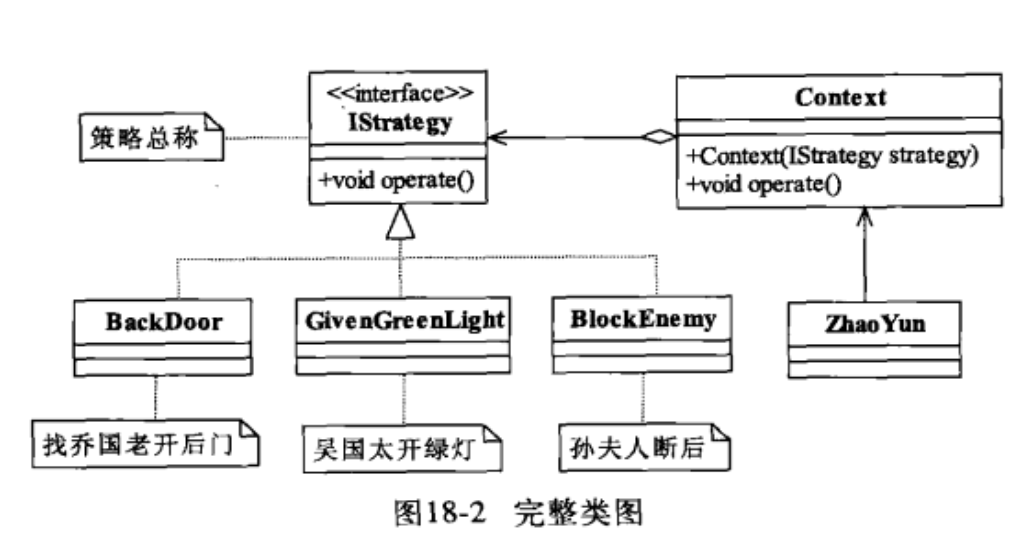 <<interface>>
IStrategy
+void operate()
策略总称
Context
+Context(IStrategy strategy)
+void operate()
BackDoor
GivenGreenLight
BlockEnemy
ZhaoYun
找乔国老开后门
吴国太开绿灯
孙夫人断后
图18-2 完整类图